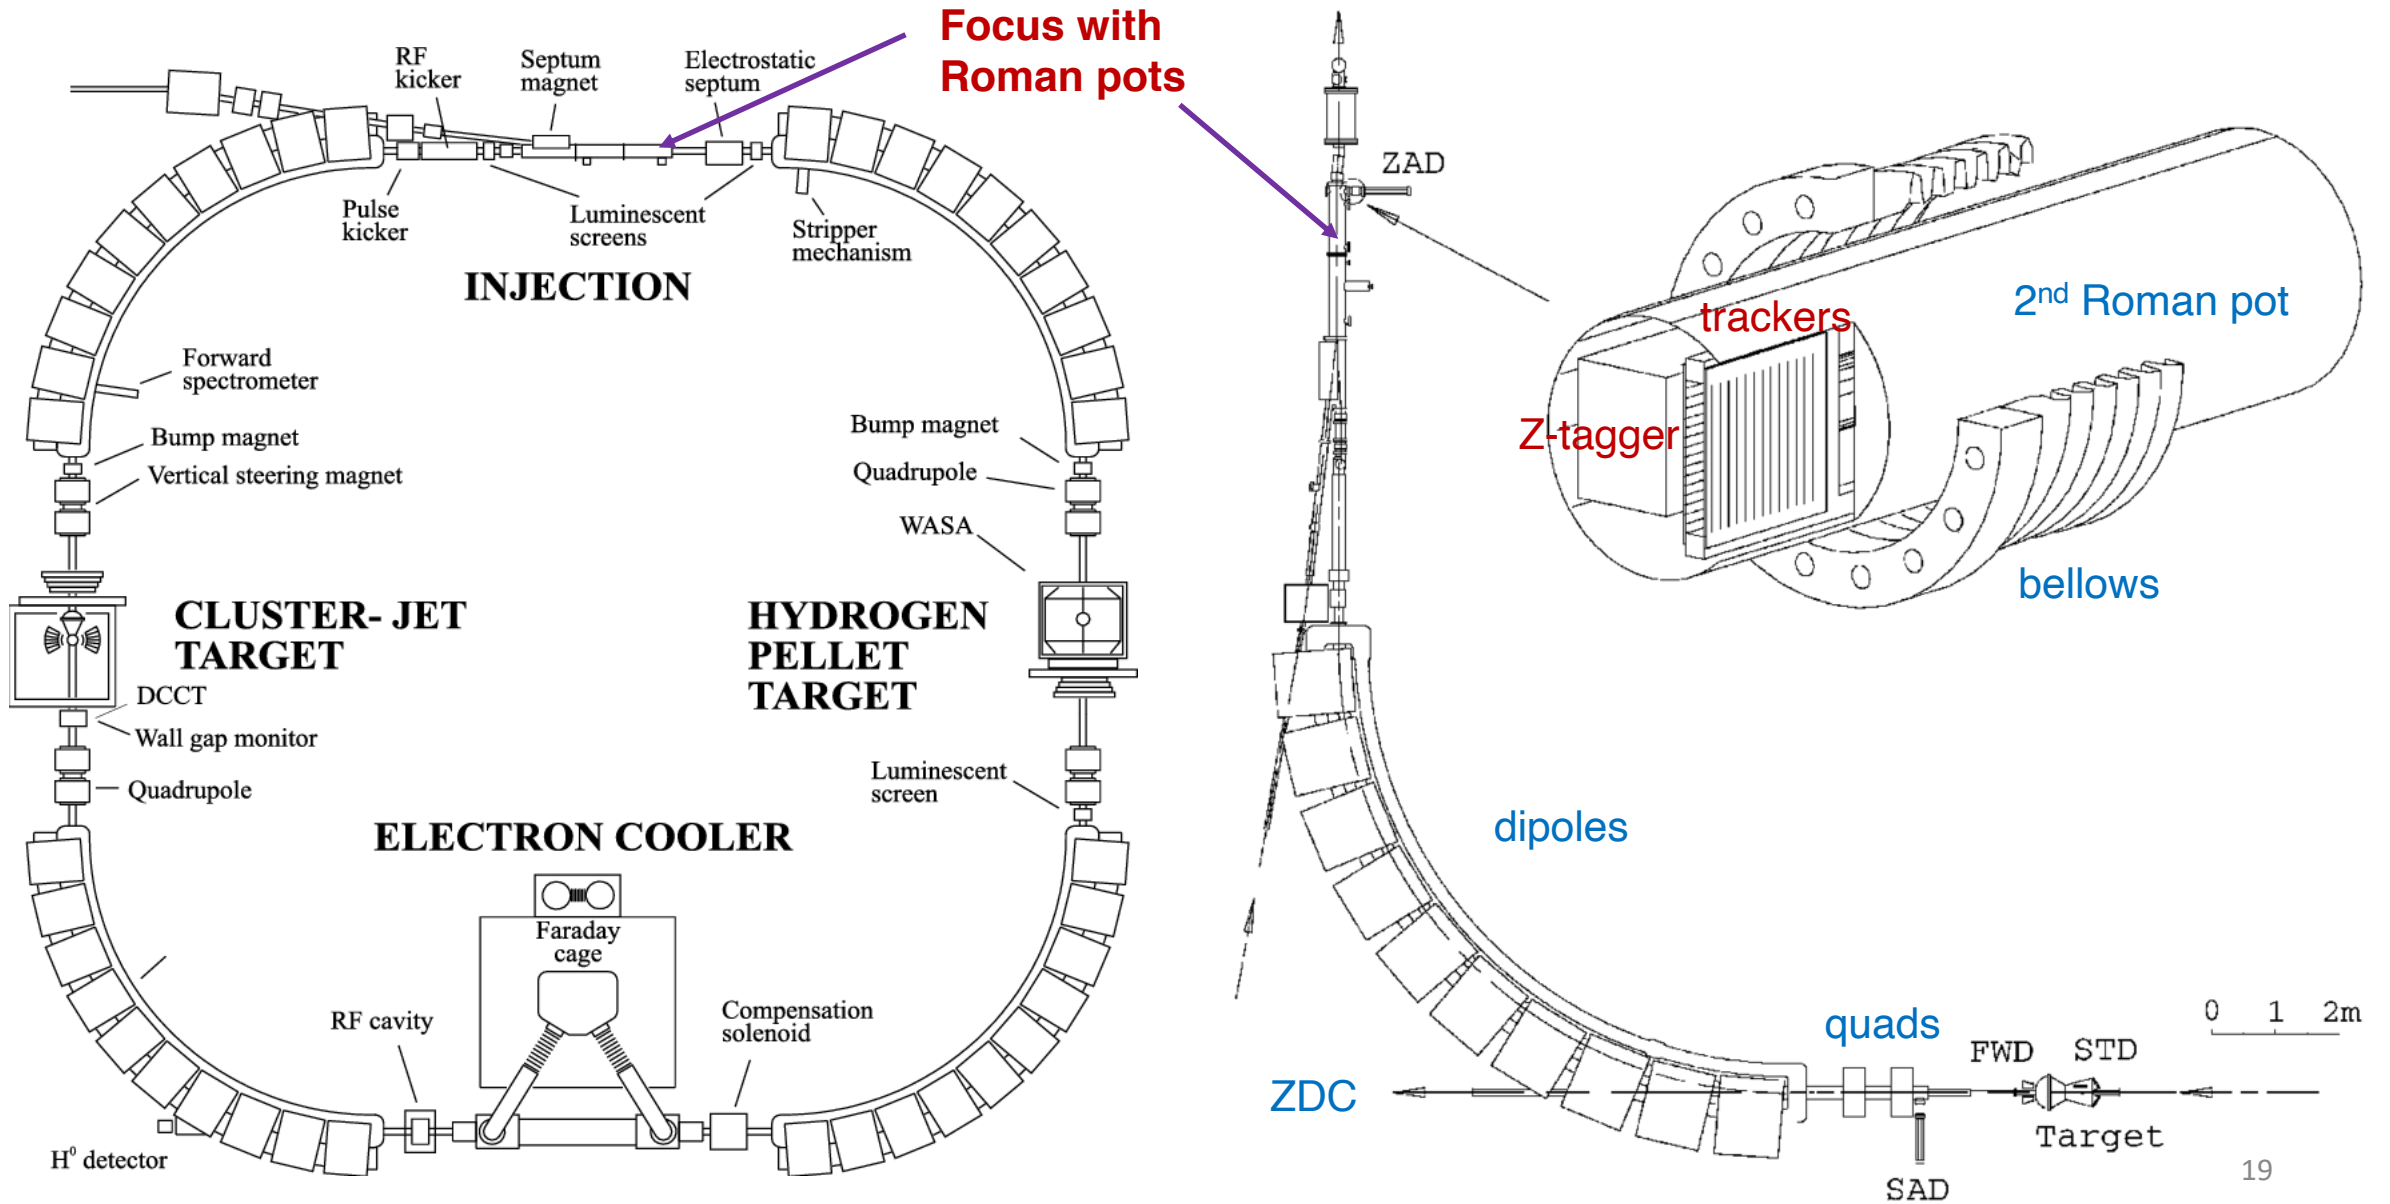 Focus with
Roman pots
RF
kicker
Septum
magnet
Electrostatic
septum
Pulse
kicker
Luminescent
screens
Stripper
mechanism
INJECTION
Forward
spectrometer
Bump magnet
Vertical steering magnet
Bump magnet
Quadrupole
WASA
CLUSTER- JET
TARGET
HYDROGEN
PELLET
TARGET
DCCT
Wall gap monitor
Quadrupole
Luminescent
screen
ELECTRON COOLER
Faraday
cage
RF cavity
Compensation
solenoid
H⁰ detector
ZAD
trackers
2nd Roman pot
Z-tagger
bellows
dipoles
quads
0 1 2m
FWD STD
ZDC
Target
SAD
19